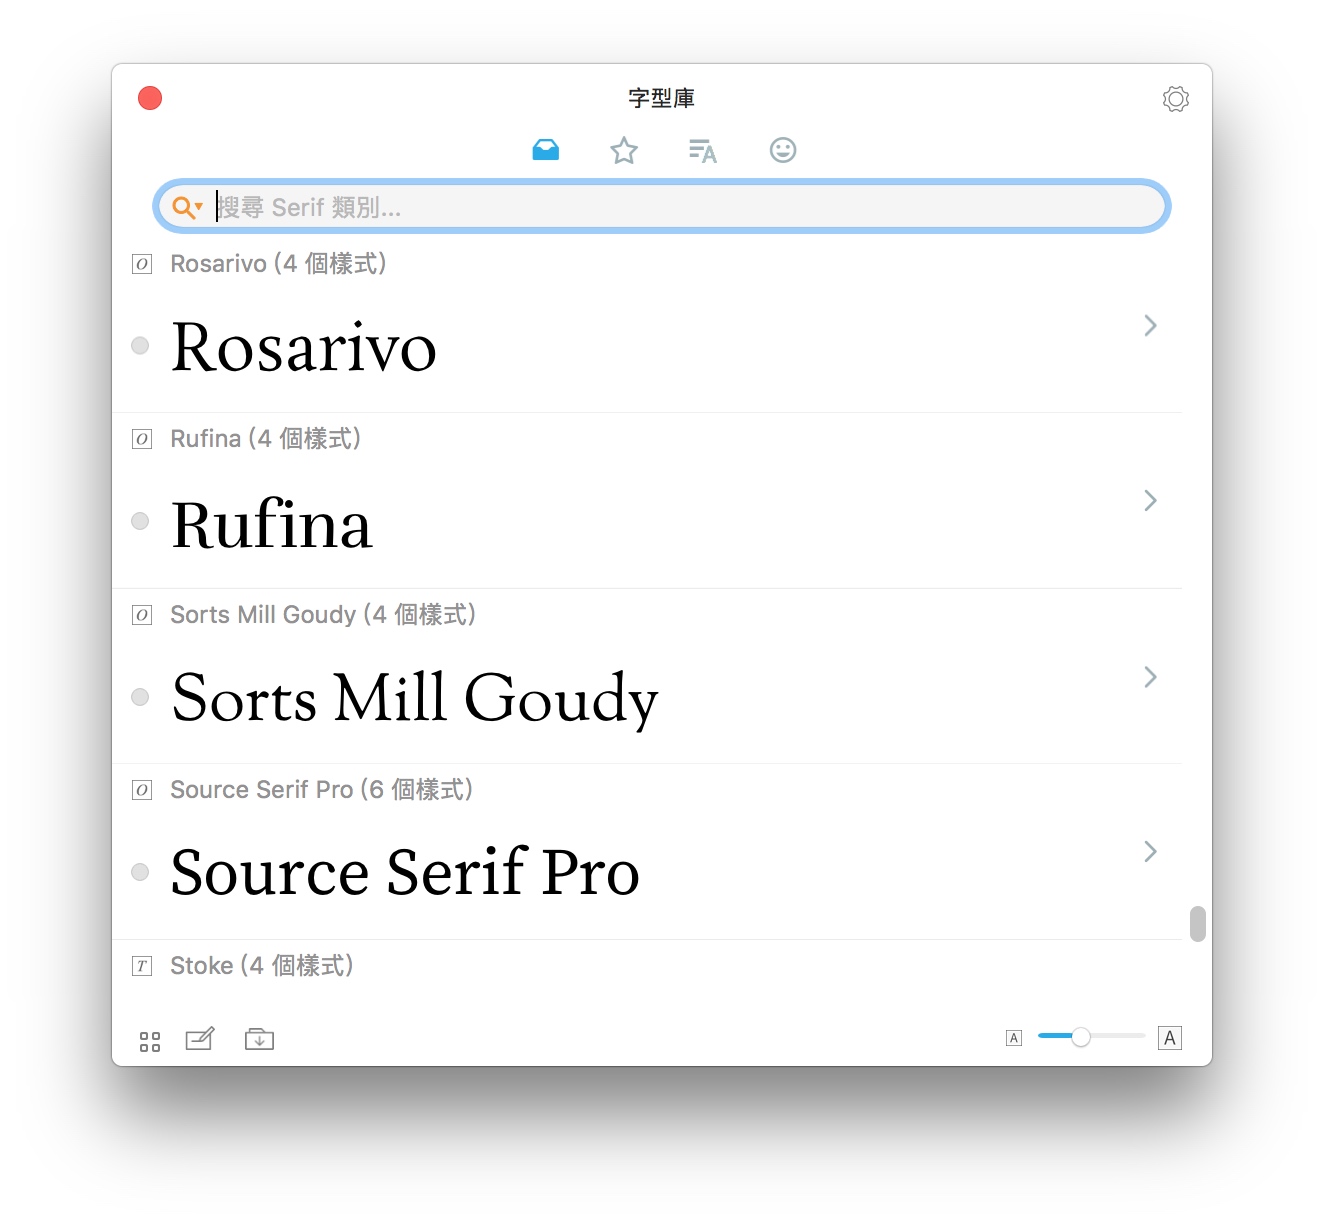 字型庫
搜尋 Serif 類別...
O Rosarivo (4 個樣式)
Rosarivo
O Rufina (4 個樣式)
Rufina
O Sorts Mill Goudy (4 個樣式)
Sorts Mill Goudy
O Source Serif Pro (6 個樣式)
Source Serif Pro
T Stoke (4 個樣式)
A A